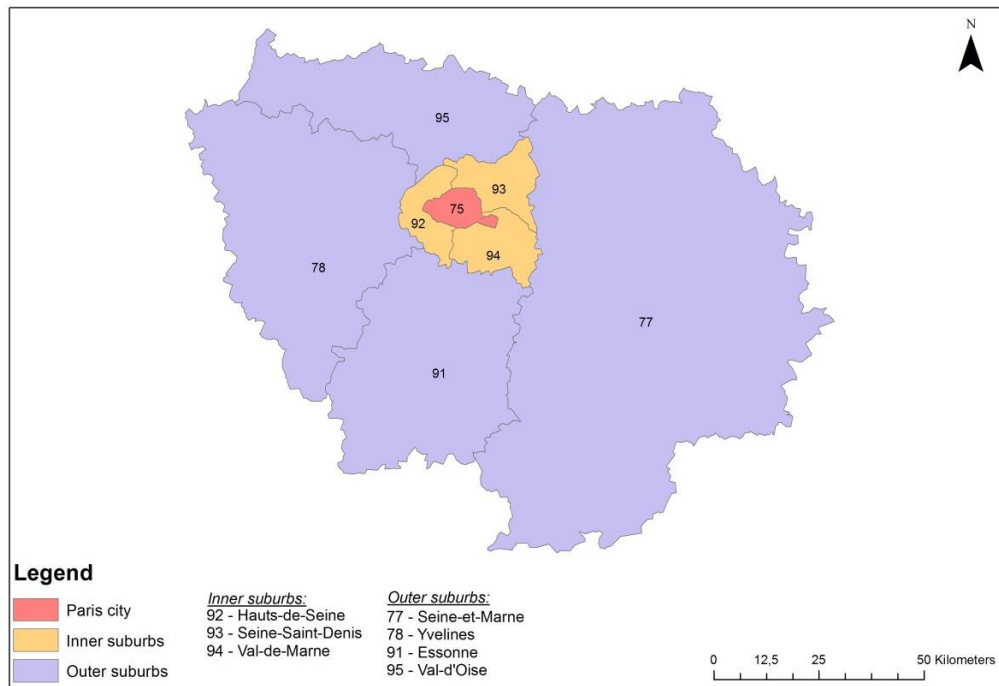 N
95
93
75
92
94
78
77
91
Legend
Paris city
Inner suburbs
Outer suburbs
Inner suburbs:
92 - Hauts-de-Seine
93 - Seine-Saint-Denis
94 - Val-de-Marne
Outer suburbs:
77 - Seine-et-Marne
78 - Yvelines
91 - Essonne
95 - Val-d'Oise
0 12,5 25 50 Kilometers